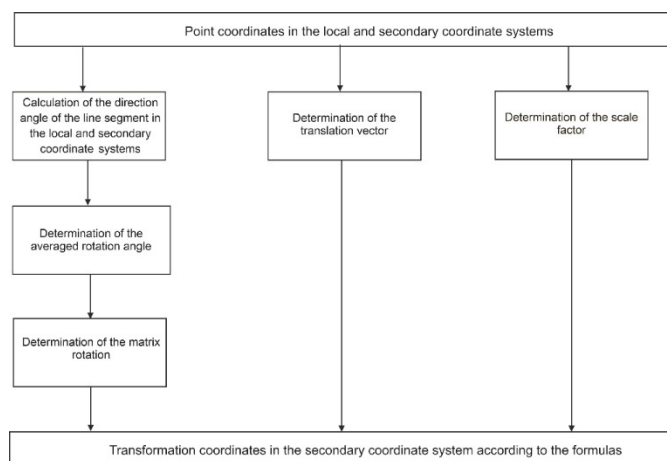 Point coordinates in the local and secondary coordinate systems
Calculation of the direction
angle of the line segment in
the local and secondary
coordinate systems
Determination of the
translation vector
Determination of the scale
factor
Determination of the
averaged rotation angle
Determination of the matrix
rotation
Transformation coordinates in the secondary coordinate system according to the formulas